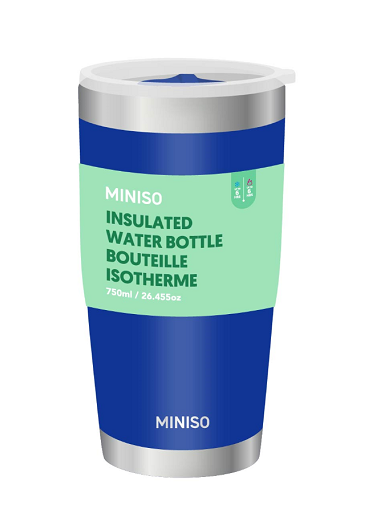 MINISO
INSULATED
WATER BOTTLE
BOUTEILLE
ISOTHERME
750ml / 26.455oz
MINISO